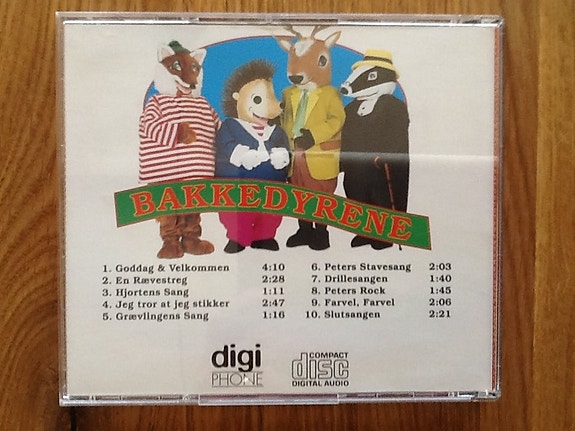 BAKKEDYRENE
1. Goddag & Velkommen 4:10
2. En Rævestreg 2:28
3. Hjortens Sang 1:11
4. Jeg tror at jeg stikker 2:47
5. Grævlingens Sang 1:16
6. Peters Stavesang 2:03
7. Drillesangen 1:40
8. Peters Rock 1:45
9. Farvel, Farvel 2:06
10. Slutsangen 2:21
digi
PHONE
COMPACT
disc
DIGITAL AUDIO